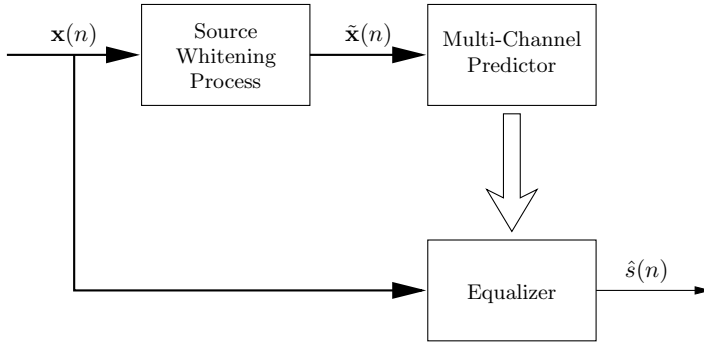 x(n)
Source
Whitening
Process
x̃(n)
Multi-Channel
Predictor
Equalizer
ŝ(n)